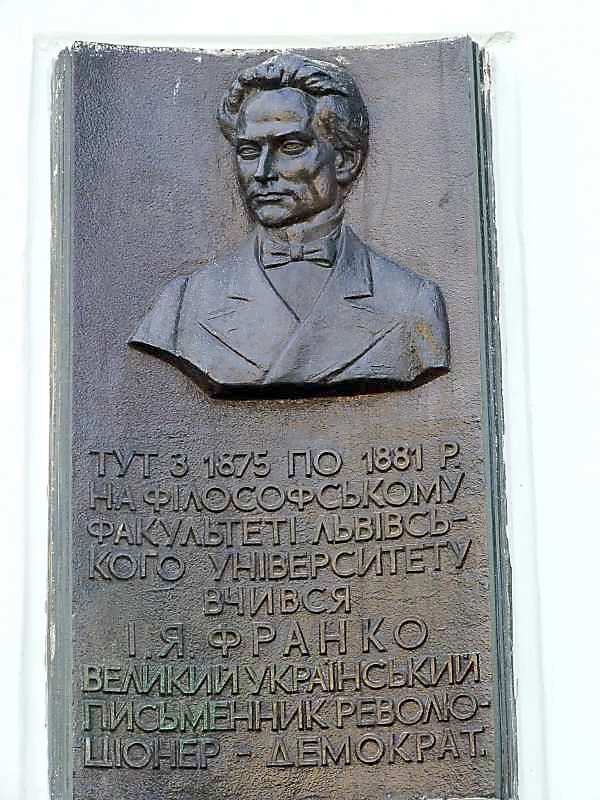 ТУТ З 1875 ПО 1881 Р.
НА ФІЛОСОФСЬКОМУ
ФАКУЛЬТЕТІ ЛЬВІВСЬ-
КОГО УНІВЕРСИТЕТУ
ВЧИВСЯ
І.Я. ФРАНКО
ВЕЛИКИЙ УКРАЇНСЬКИЙ
ПИСЬМЕННИК РЕВОЛЮ-
ЦІОНЕР - ДЕМОКРАТ.